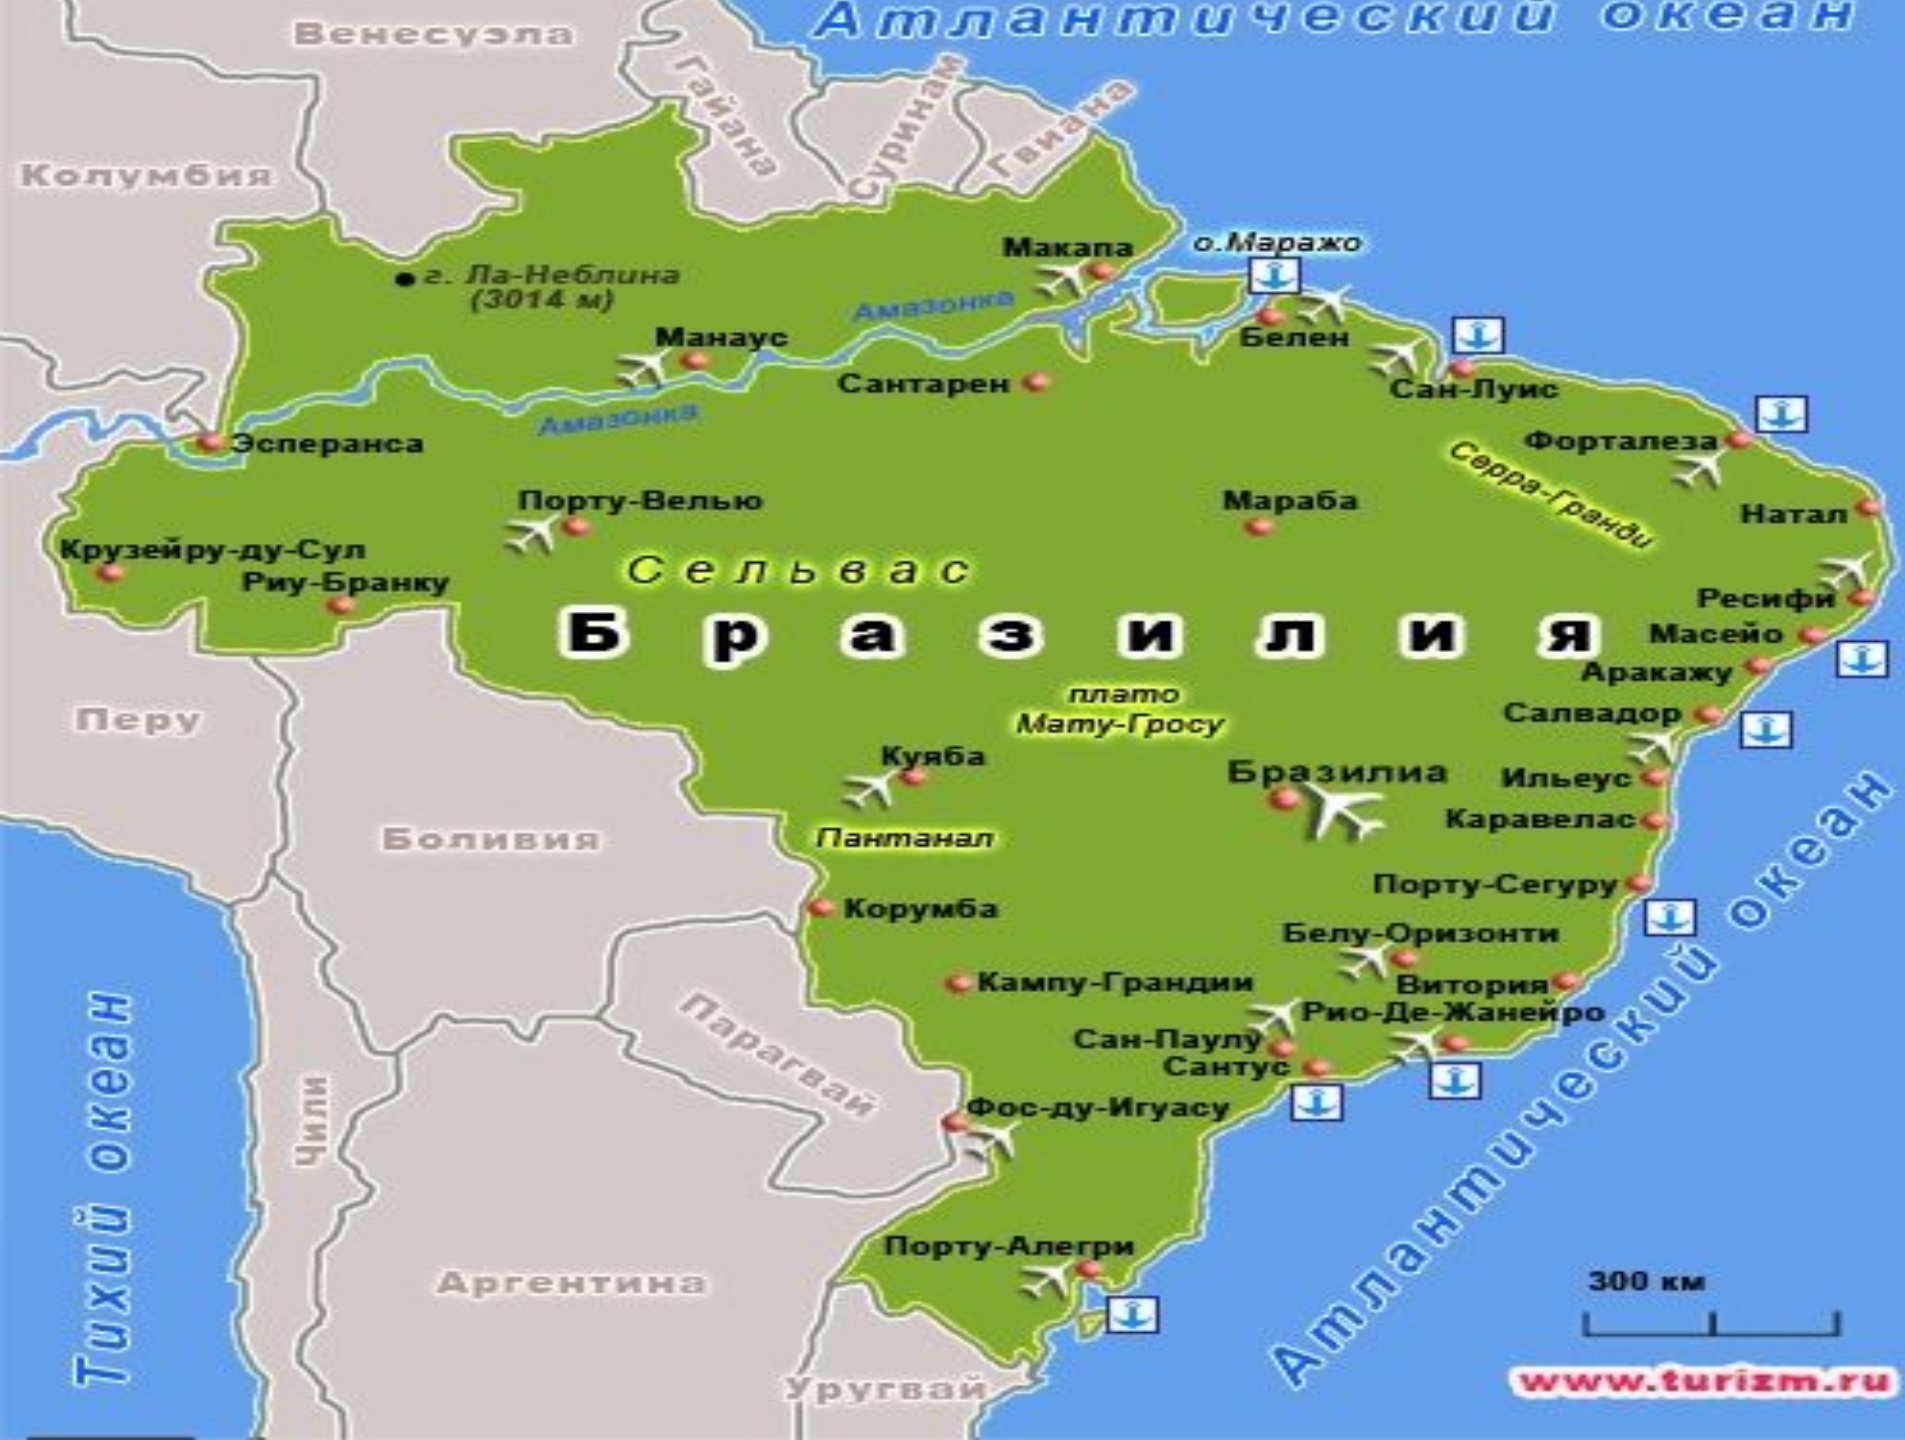 Атлантический океан
Венесуэла
Гайана
Суринам
Гвиана
Колумбия
Макапа
о.Маражо
г. Ла-Неблина
(3014 м)
Амазонка
Манаус
Белен
Сантарен
Сан-Луис
Амазонка
Эсперанса
Форталеза
Серра-Гранди
Порту-Велью
Мараба
Натал
Крузейру-ду-Сул
Риу-Бранку
Сельвас
Ресифи
Бразилия
Масейо
Аракажу
плато
Мату-Гросу
Перу
Салвадор
Куяба
Бразилиа
Ильеус
Каравелас
Боливия
Пантанал
Порту-Сегуру
Корумба
Белу-Оризонти
Кампу-Грандии
Витория
Рио-Де-Жанейро
Сан-Паулу
Сантус
Парагвай
Атлантический океан
Тихий океан
Чили
Фос-ду-Игуасу
Порту-Алегри
Аргентина
300 км
Уругвай
www.turizm.ru